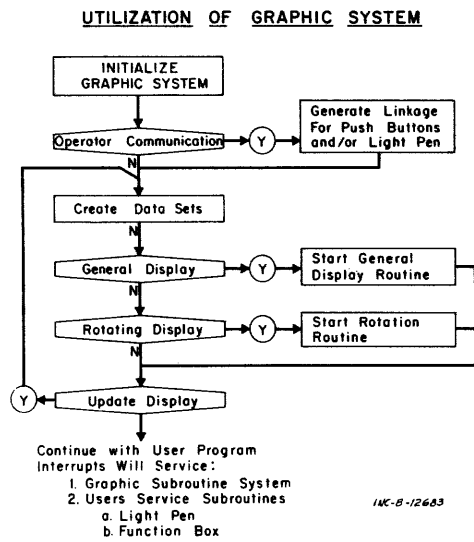 UTILIZATION OF GRAPHIC SYSTEM
INITIALIZE
GRAPHIC SYSTEM
Operator Communication
Y
Generate Linkage
For Push Buttons
and/or Light Pen
N
Create Data Sets
N
General Display
Y
Start General
Display Routine
N
Rotating Display
Y
Start Rotation
Routine
N
Y
Update Display
Continue with User Program
Interrupts Will Service:
1. Graphic Subroutine System
2. Users Service Subroutines
a. Light Pen
b. Function Box
INC-B-12683